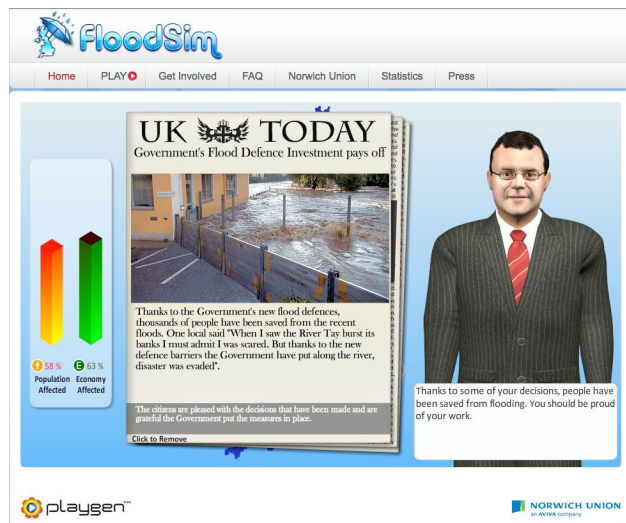 FloodSim
Home PLAY Get Involved FAQ Norwich Union Statistics Press
UK TODAY
Government's Flood Defence Investment pays off
Thanks to the Government's new flood defences,
thousands of people have been saved from the recent
floods. One local said "When I saw the River Tay burst its
banks I must admit I was scared. But thanks to the new
defence barriers the Government have put along the river,
disaster was evaded".
The citizens are pleased with the decisions that have been made and are
grateful the Government put the measures in place.
Click to Remove
58 % E 63 %
Population Economy
Affected Affected
Thanks to some of your decisions, people have
been saved from flooding. You should be proud
of your work.
playgen™
NORWICH UNION
an AVIVA company